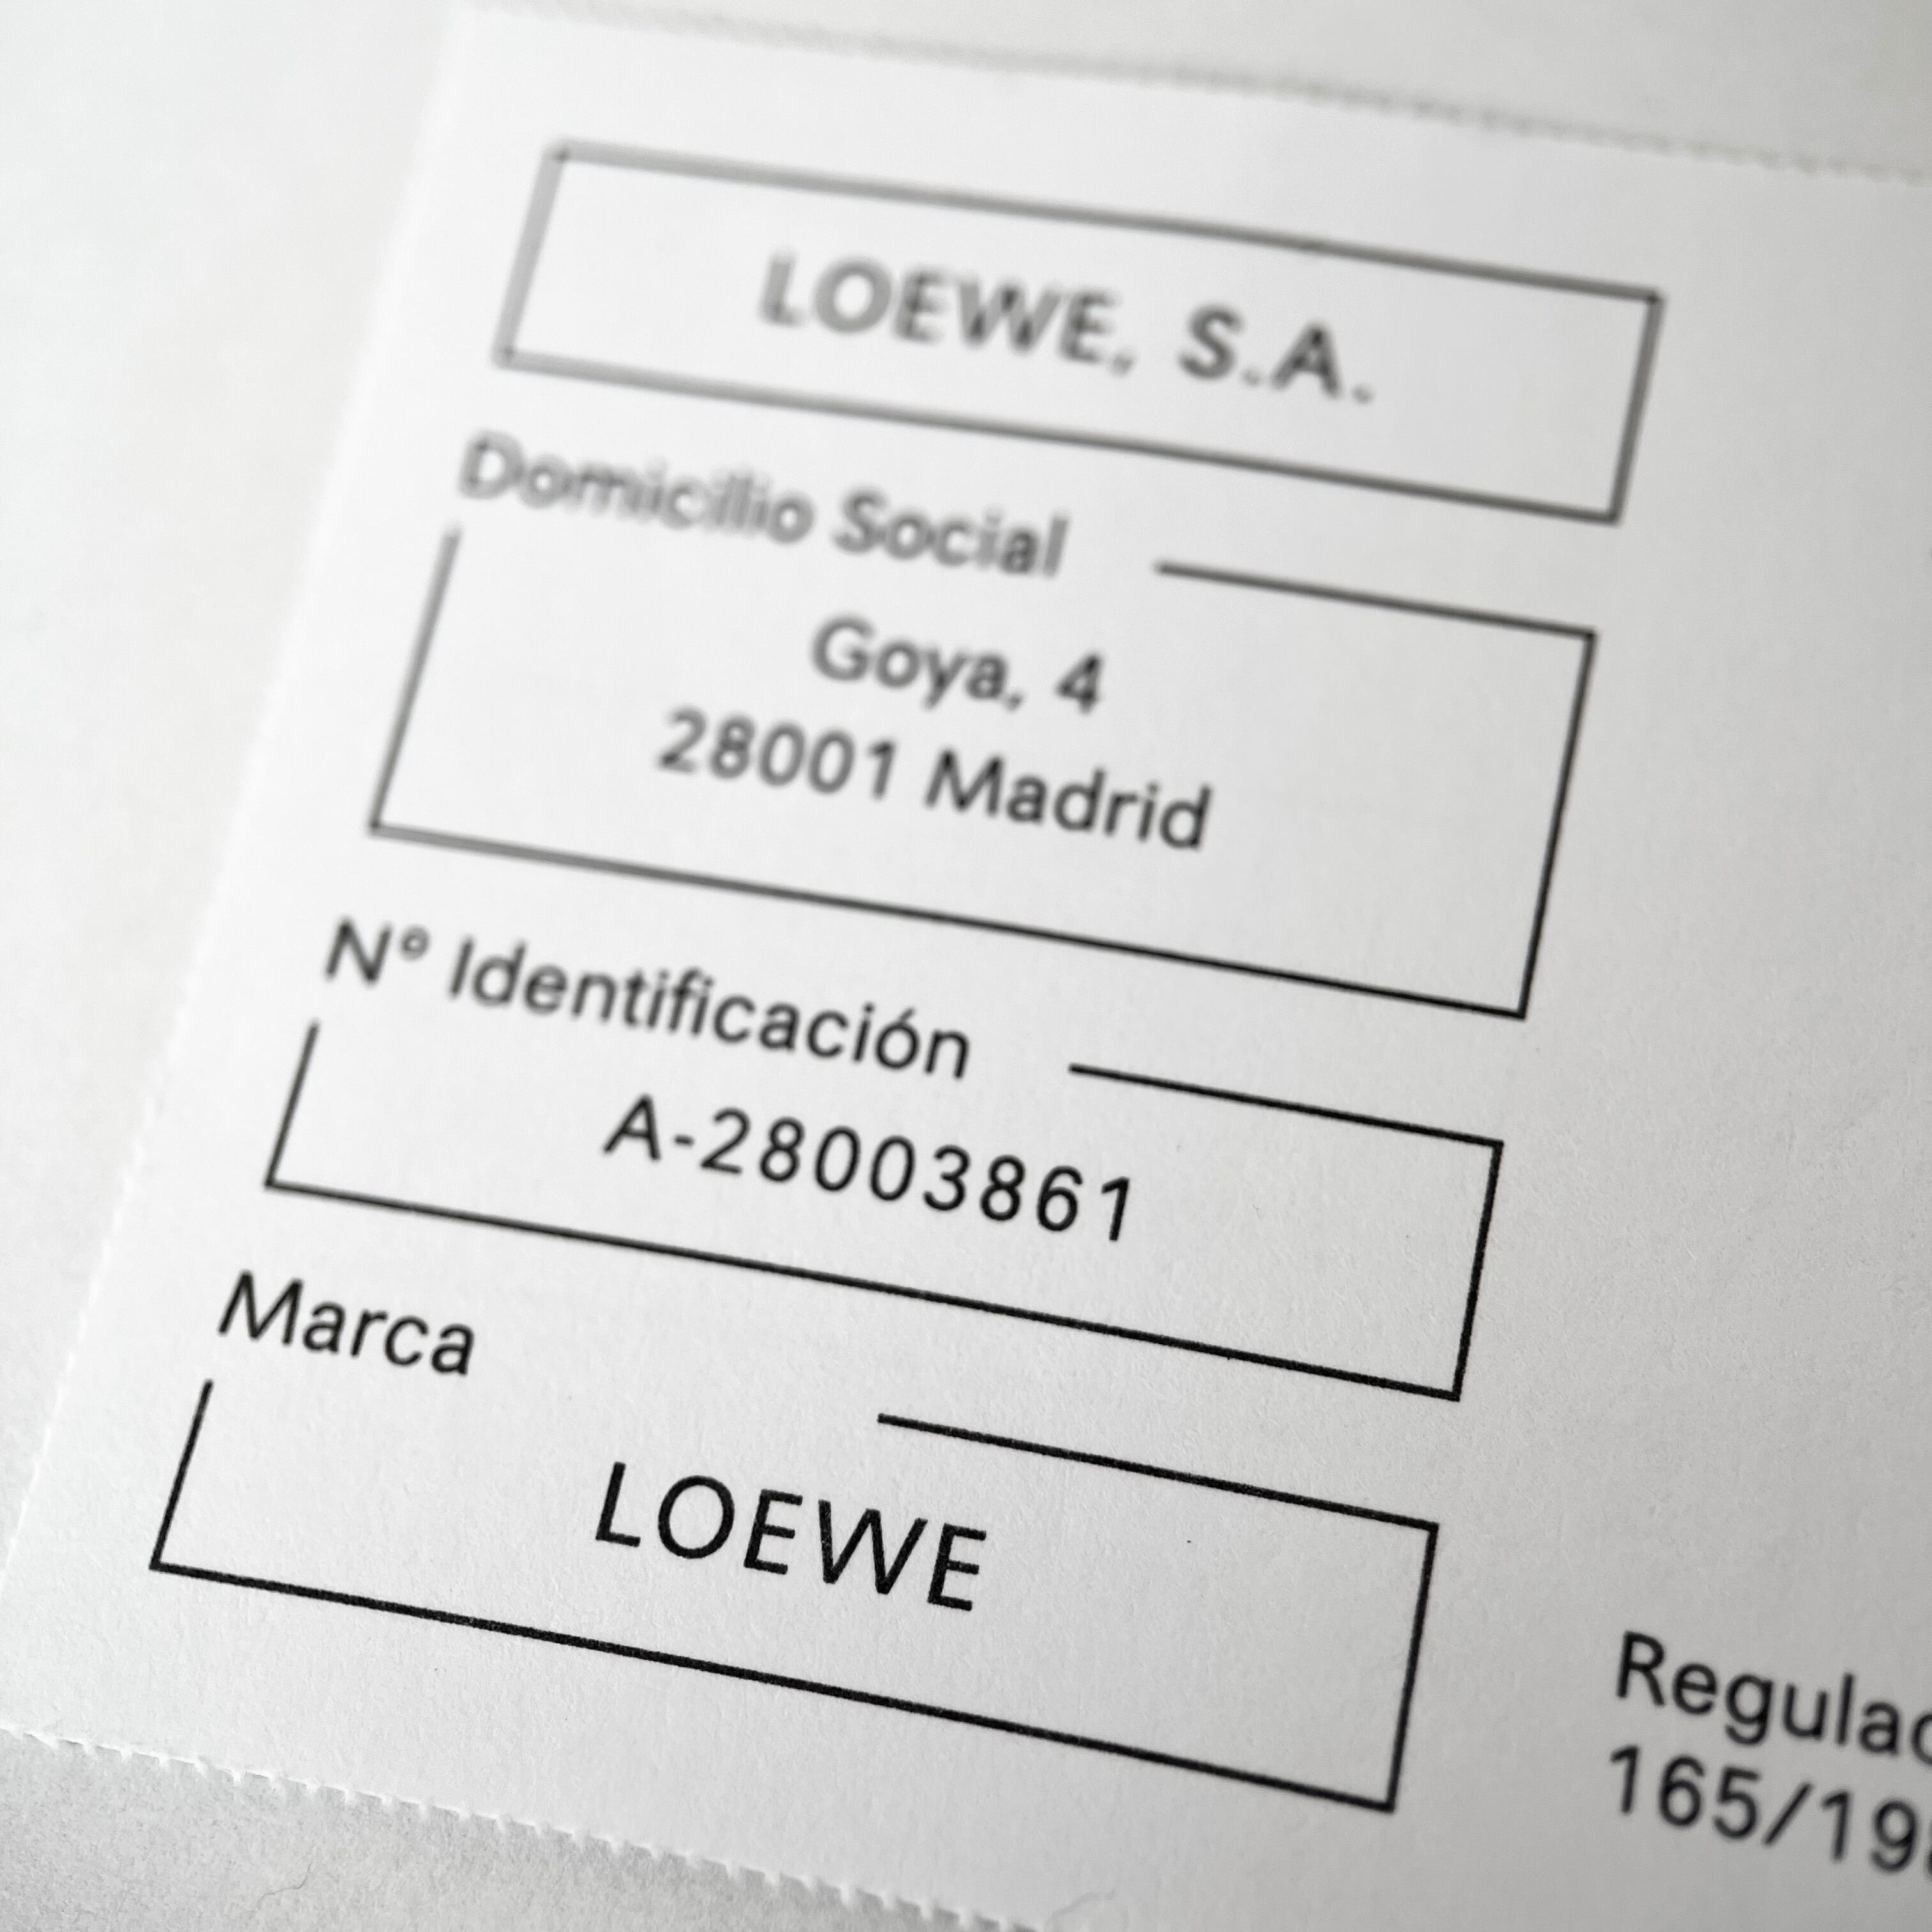 LOEWE, S.A.
Domicilio Social
Goya, 4
28001 Madrid
Nº Identificación
A-28003861
Marca
LOEWE